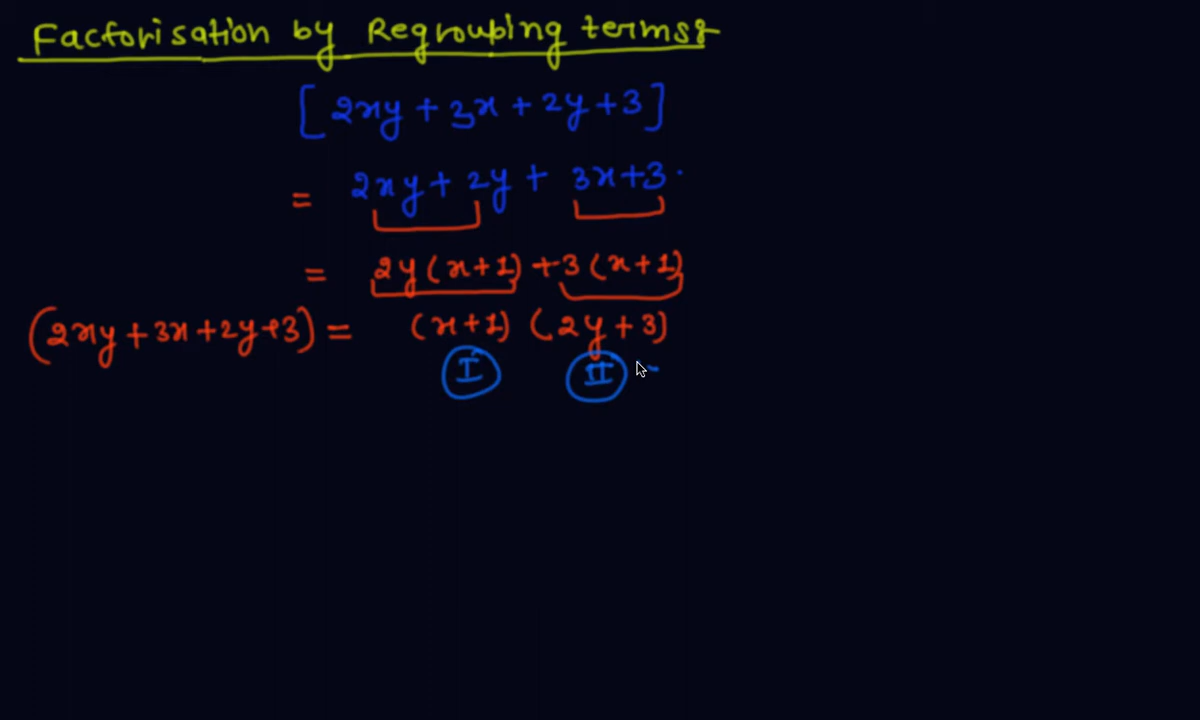 Factorisation by Regrouping terms:
[2xy + 3x + 2y + 3]
= 2xy + 2y + 3x + 3.
= 2y (x+1) + 3 (x+1)
(2xy + 3x + 2y + 3) = (x+1) (2y + 3)
I II